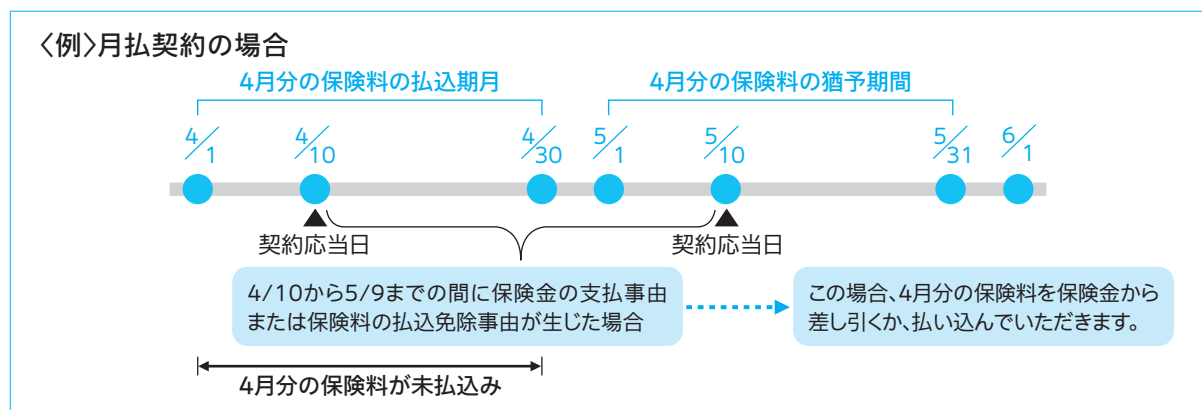 〈例〉月払契約の場合
4月分の保険料の払込期月
4月分の保険料の猶予期間
4/1
4/10
4/30
5/1
5/10
5/31
6/1
契約応当日
契約応当日
4/10から5/9までの間に保険金の支払事由
または保険料の払込免除事由が生じた場合
この場合、4月分の保険料を保険金から
差し引くか、払い込んでいただきます。
4月分の保険料が未払込み